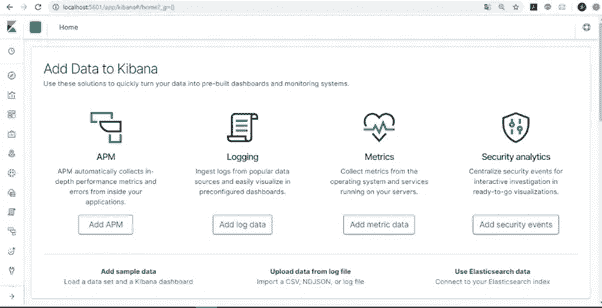 localhost:5601/app/kibana#/home?_g=()
Home
Add Data to Kibana
Use these solutions to quickly turn your data into pre-built dashboards and monitoring systems.
APM
APM automatically collects in-
depth performance metrics and
errors from inside your
applications.
Add APM
Logging
Ingest logs from popular data
sources and easily visualize in
preconfigured dashboards.
Add log data
Metrics
Collect metrics from the
operating system and services
running on your servers.
Add metric data
Security analytics
Centralize security events for
interactive investigation in
ready-to-go visualizations.
Add security events
Add sample data
Load a data set and a Kibana dashboard
Upload data from log file
Import a CSV, NDJSON, or log file
Use Elasticsearch data
Connect to your Elasticsearch index